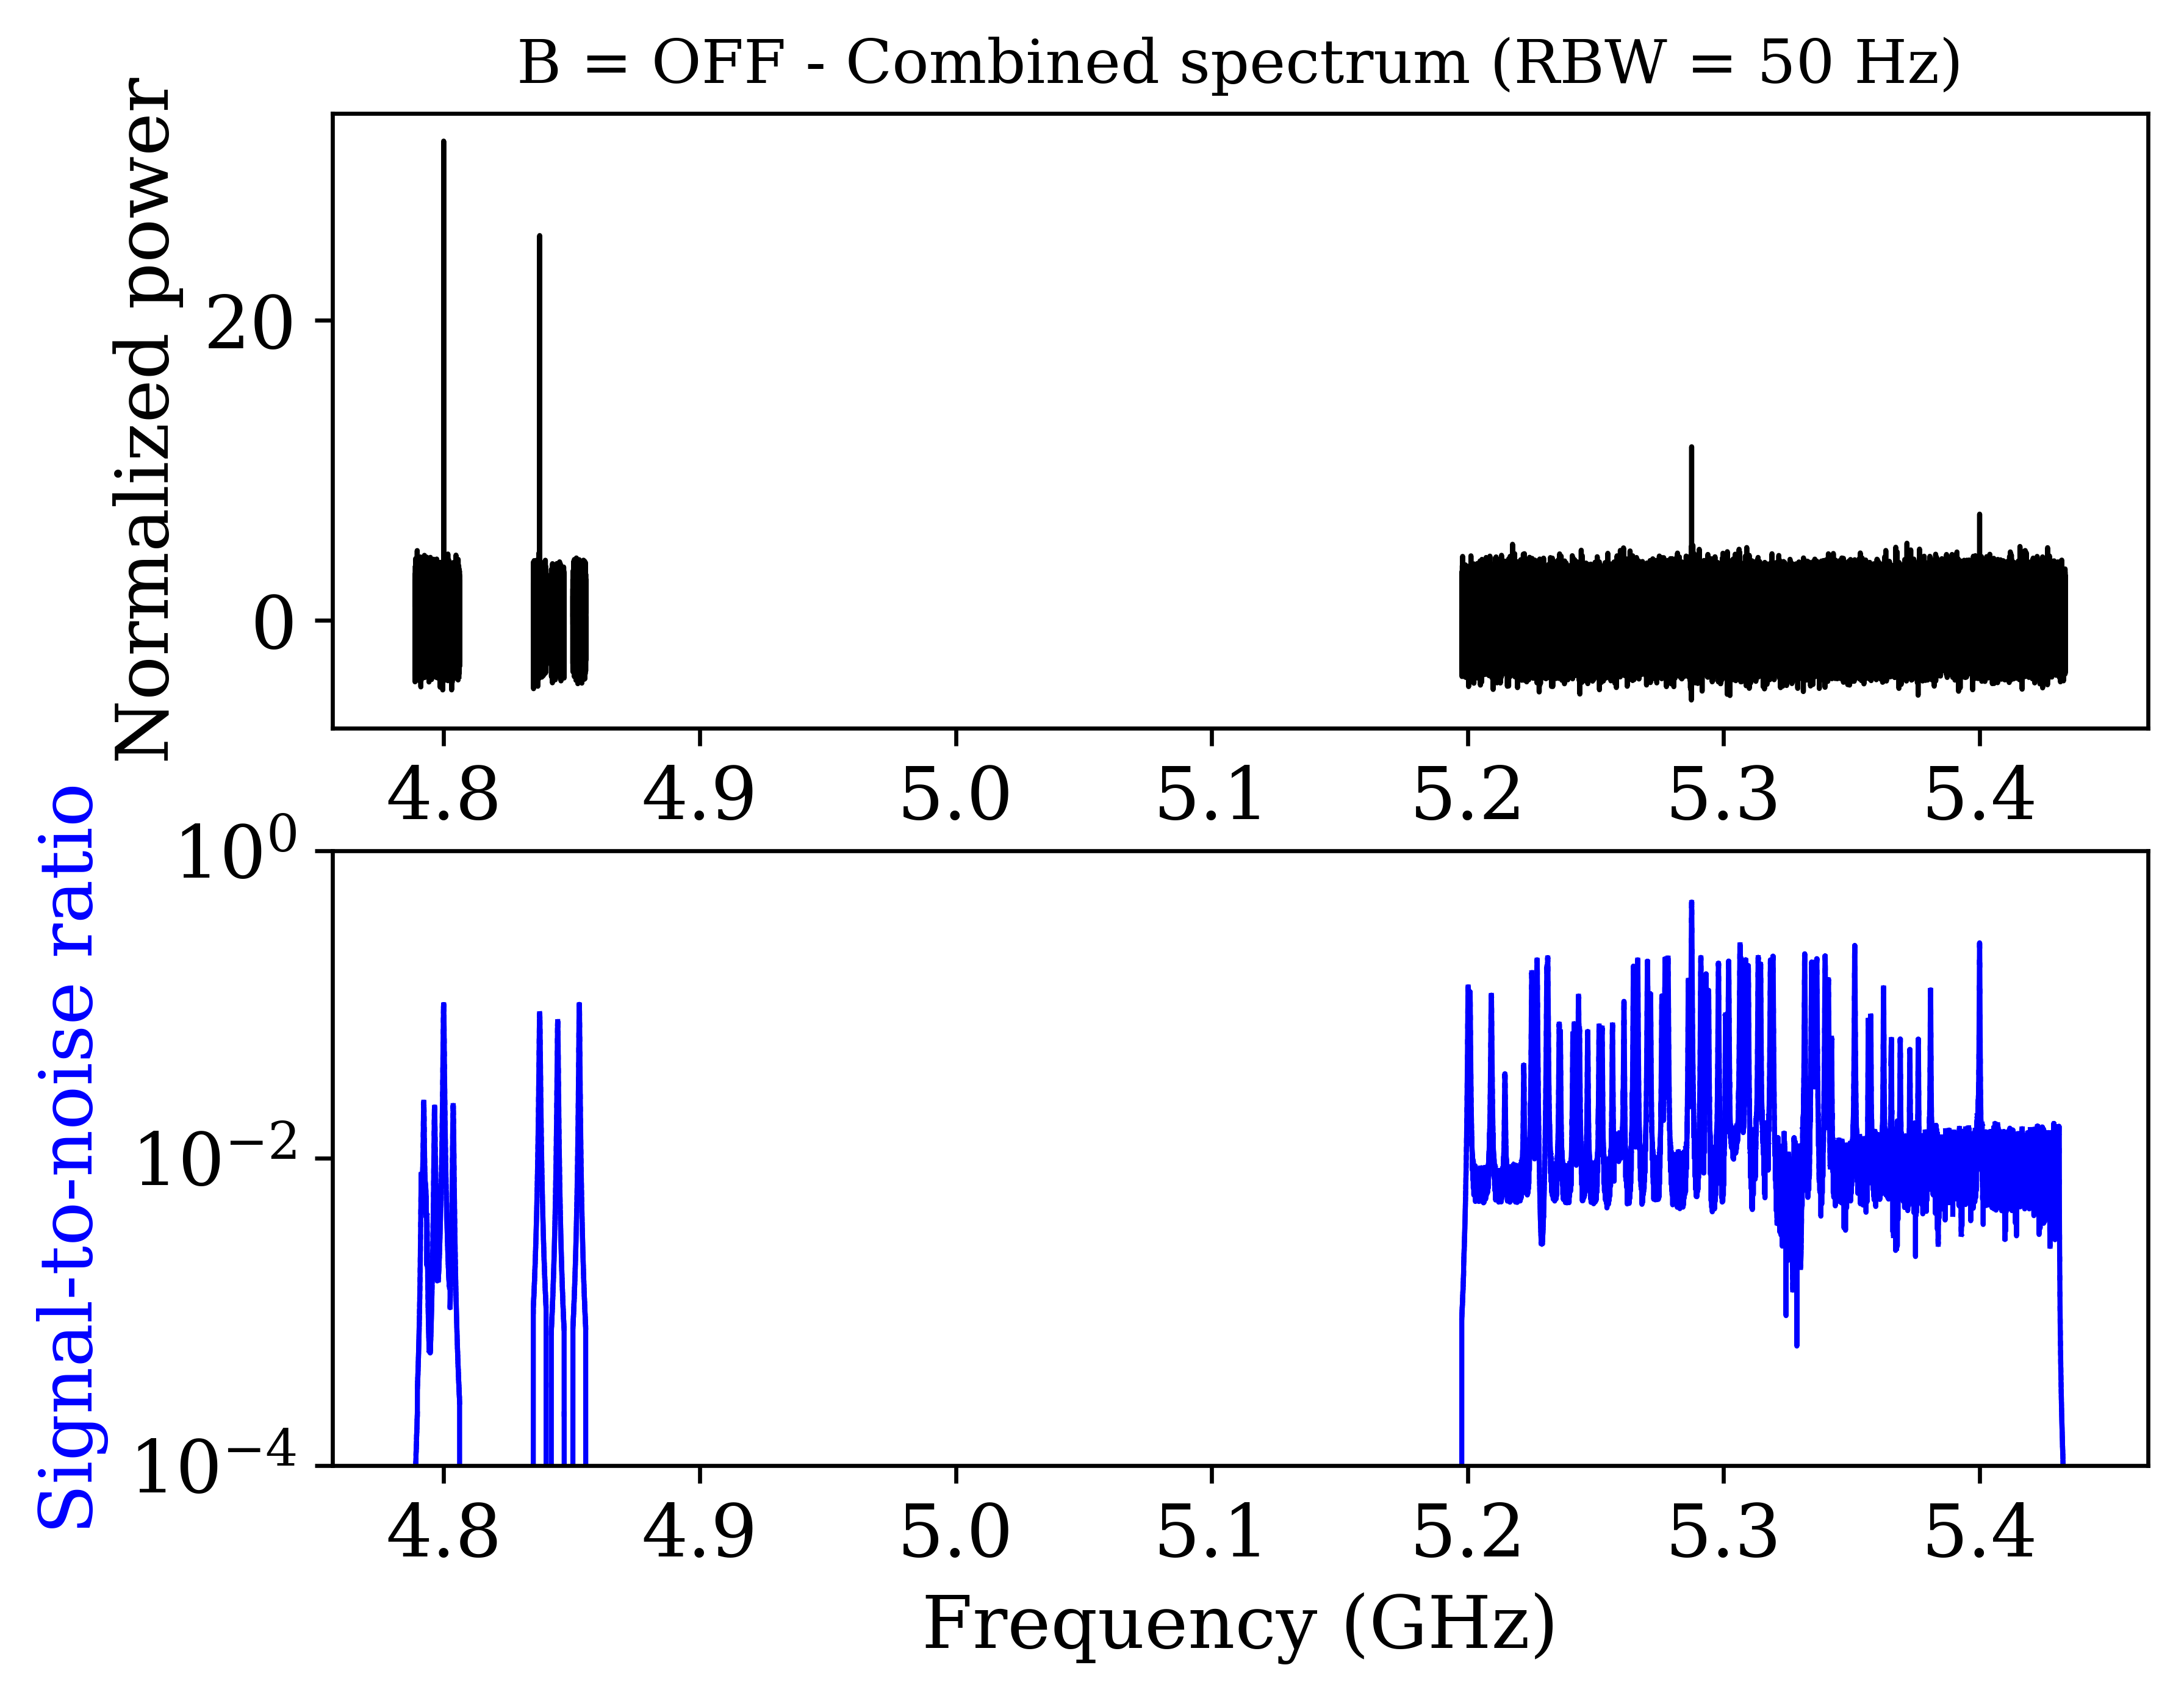 B = OFF - Combined spectrum (RBW = 50 Hz)
Normalized power
20
0
4.8 4.9 5.0 5.1 5.2 5.3 5.4
Signal-to-noise ratio
10⁰
10⁻²
10⁻⁴
4.8 4.9 5.0 5.1 5.2 5.3 5.4
Frequency (GHz)